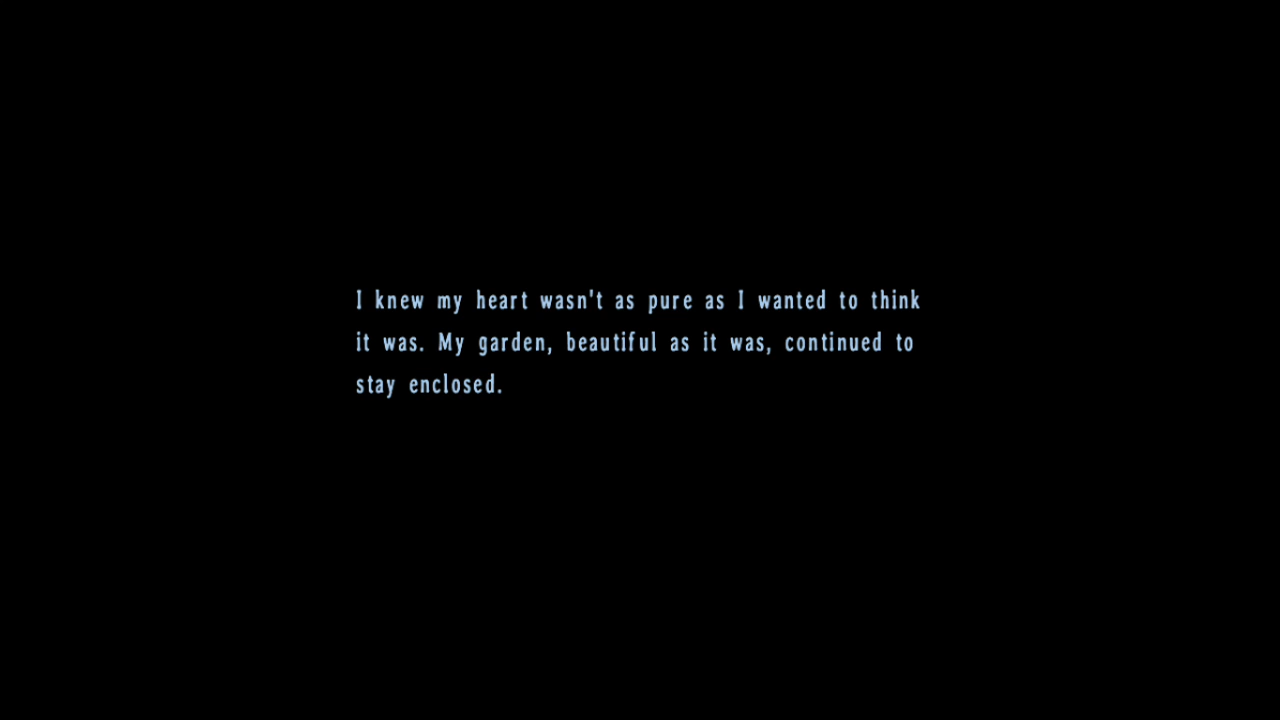 I knew my heart wasn't as pure as I wanted to think
it was. My garden, beautiful as it was, continued to
stay enclosed.